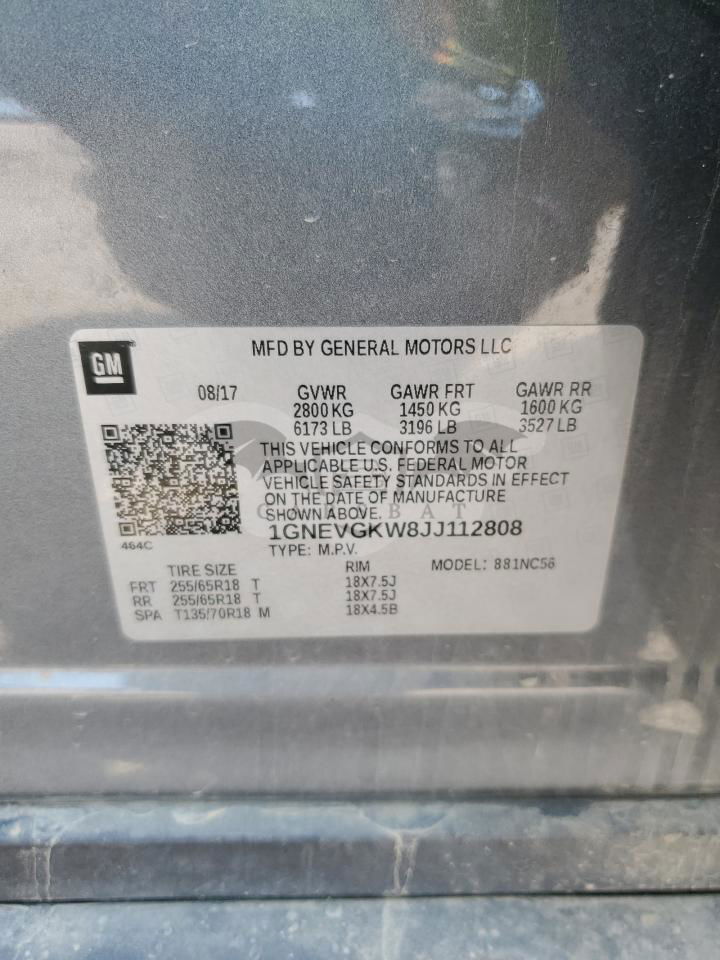 GM
MFD BY GENERAL MOTORS LLC
08/17 GVWR GAWR FRT GAWR RR
2800 KG 1450 KG 1600 KG
6173 LB 3196 LB 3527 LB
THIS VEHICLE CONFORMS TO ALL
APPLICABLE U.S. FEDERAL MOTOR
VEHICLE SAFETY STANDARDS IN EFFECT
ON THE DATE OF MANUFACTURE
SHOWN ABOVE.
1GNEVGKW8JJ112808
464C
TYPE: M.P.V.
TIRE SIZE RIM MODEL: 881NC56
FRT 255/65R18 T 18X7.5J
RR 255/65R18 T 18X7.5J
SPA T135/70R18 M 18X4.5B